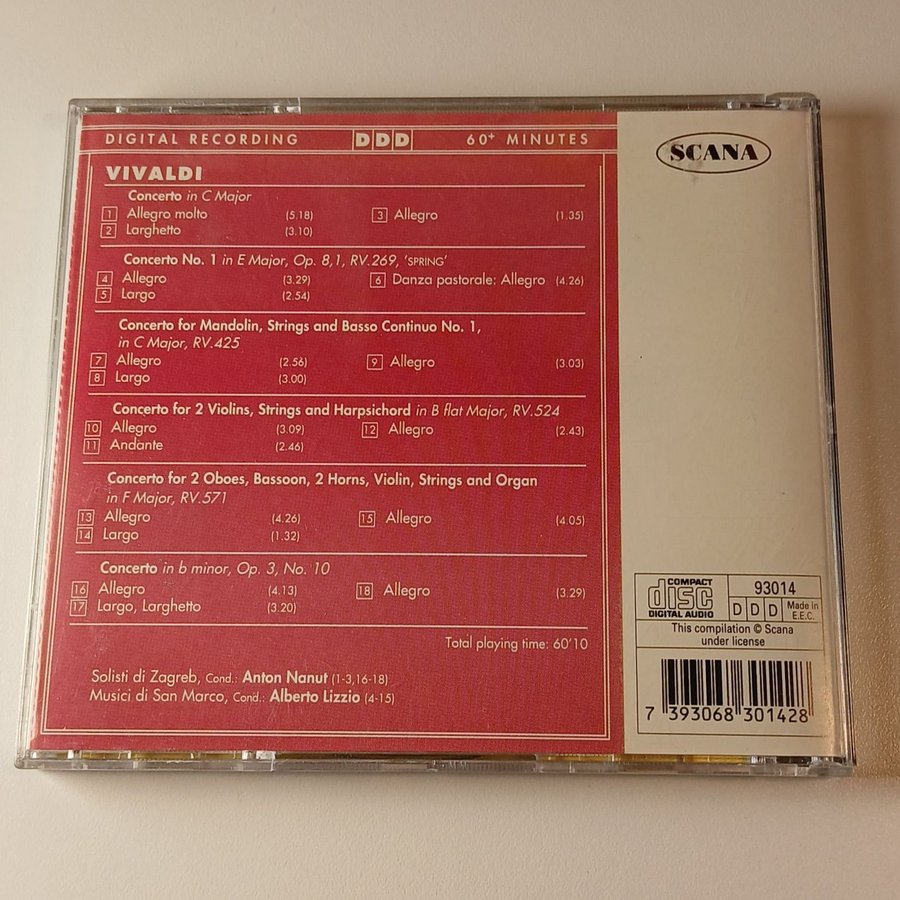 DIGITAL RECORDING DDD 60+ MINUTES
SCANA
VIVALDI
Concerto in C Major
1 Allegro molto (5.18) 3 Allegro (1.35)
2 Larghetto (3.10)
Concerto No. 1 in E Major, Op. 8,1, RV.269, 'SPRING'
4 Allegro (3.29) 6 Danza pastorale: Allegro (4.26)
5 Largo (2.54)
Concerto for Mandolin, Strings and Basso Continuo No. 1,
in C Major, RV.425
7 Allegro (2.56) 9 Allegro (3.03)
8 Largo (3.00)
Concerto for 2 Violins, Strings and Harpsichord in B flat Major, RV.524
10 Allegro (3.09) 12 Allegro (2.43)
11 Andante (2.46)
Concerto for 2 Oboes, Bassoon, 2 Horns, Violin, Strings and Organ
in F Major, RV.571
13 Allegro (4.26) 15 Allegro (4.05)
14 Largo (1.32)
Concerto in b minor, Op. 3, No. 10
16 Allegro (4.13) 18 Allegro (3.29)
17 Largo, Larghetto (3.20)
Total playing time: 60'10
Solisti di Zagreb, Cond.: Anton Nanut (1-3,16-18)
Musici di San Marco, Cond.: Alberto Lizzio (4-15)
COMPACT
disc
DIGITAL AUDIO
93014
DDD
Made in
E.E.C.
This compilation © Scana
under license
7 393068 301428